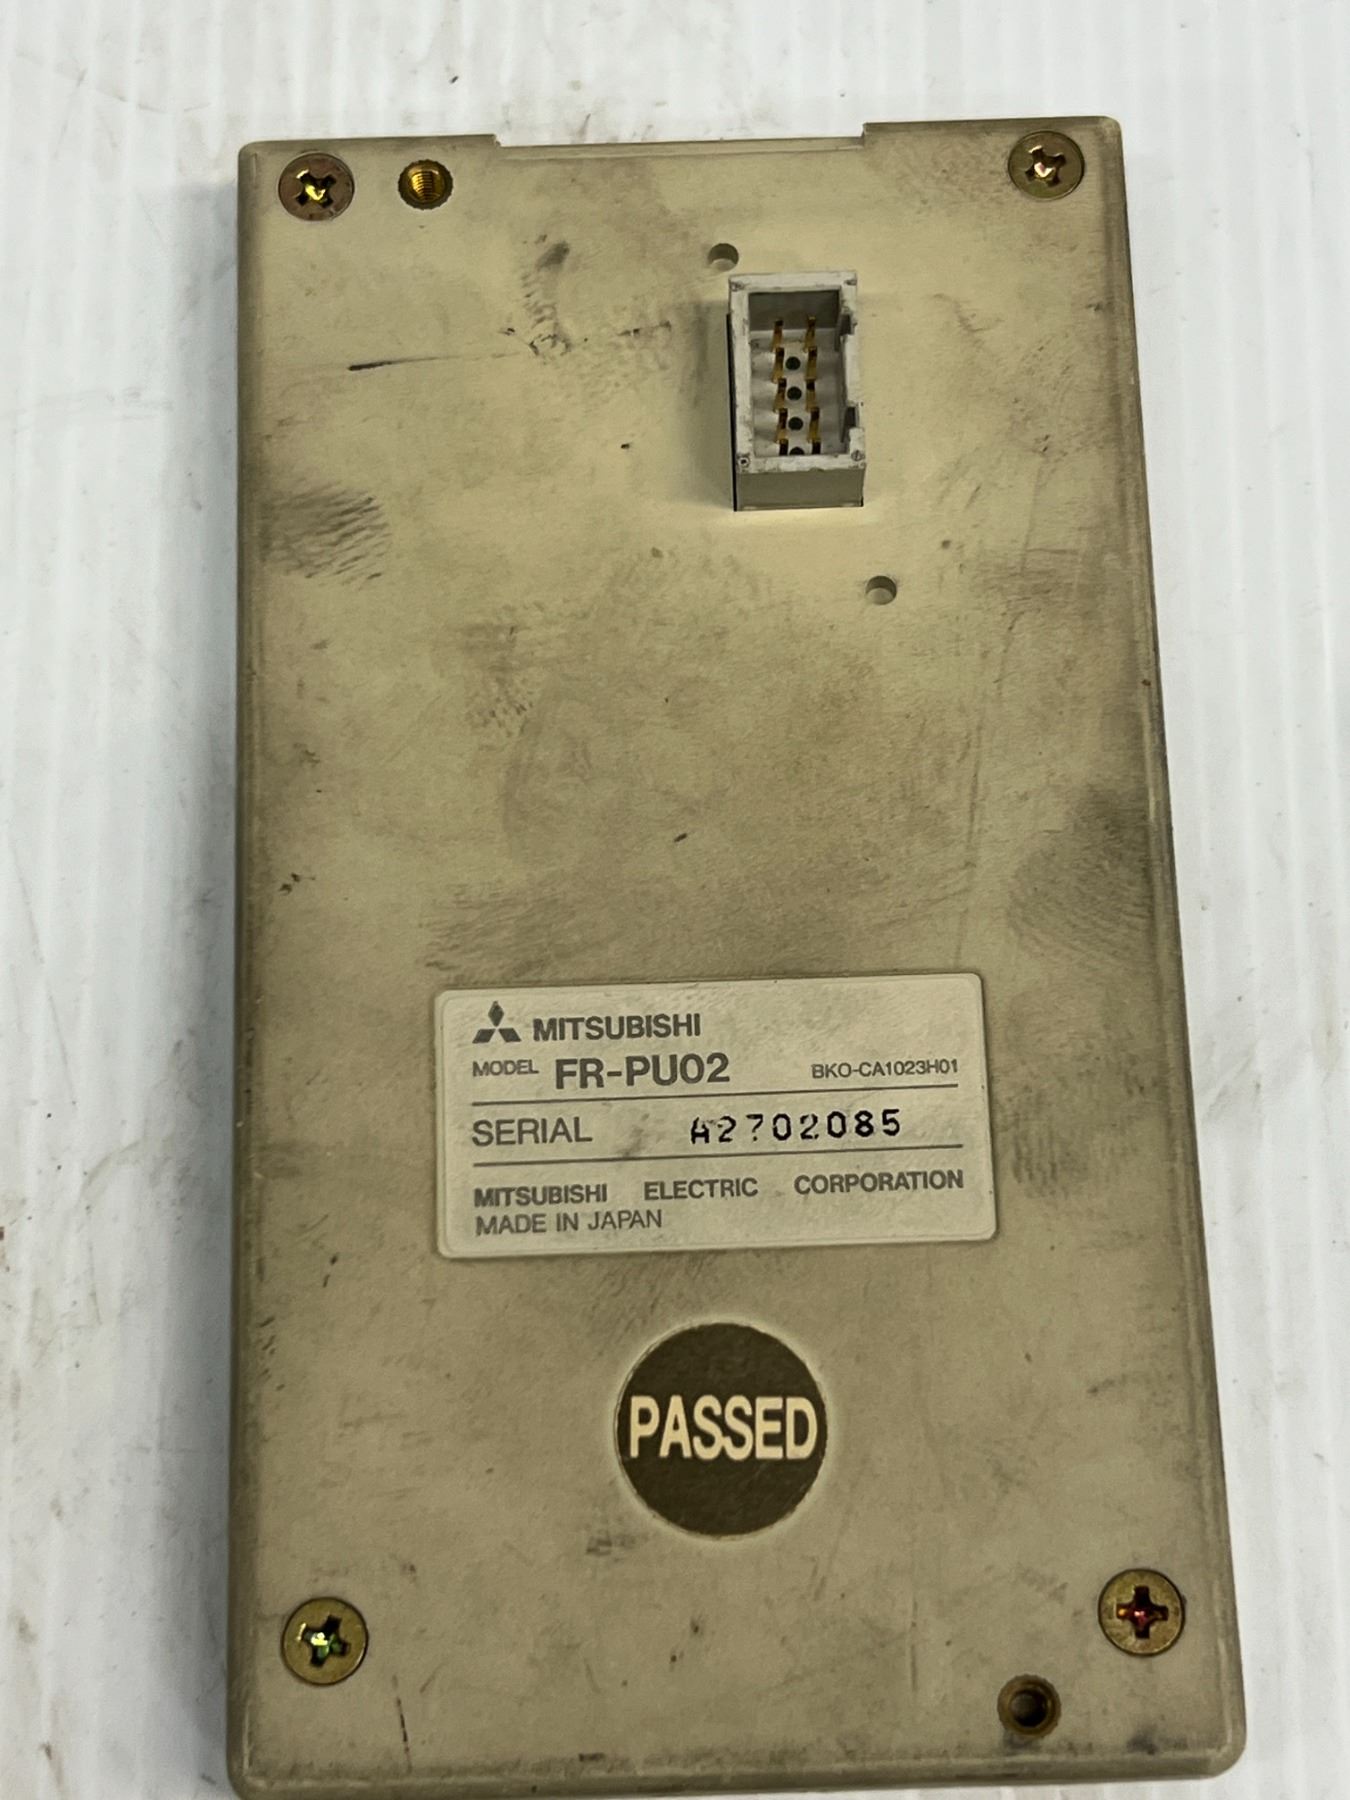 MITSUBISHI
MODEL FR-PU02 BKO-CA1023H01
SERIAL A2702085
MITSUBISHI ELECTRIC CORPORATION
MADE IN JAPAN
PASSED